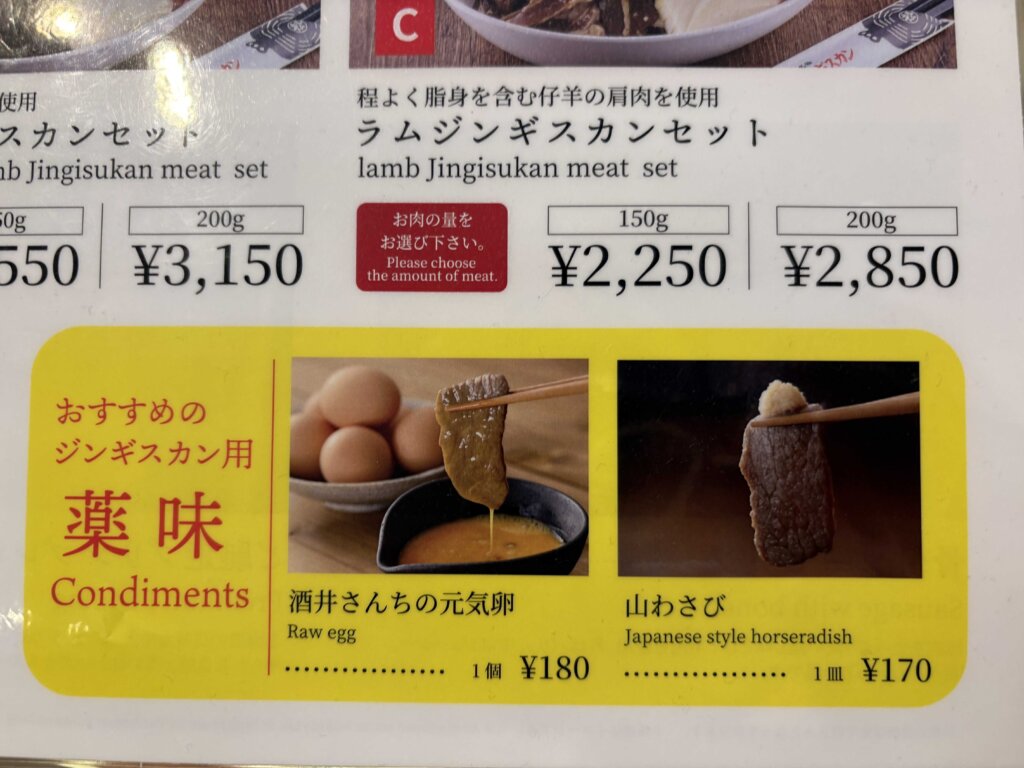 C
使用
スカンセット
mb Jingisukan meat set
200g
550
¥3,150
程よく脂身を含む仔羊の肩肉を使用
ラムジンギスカンセット
lamb Jingisukan meat set
お肉の量を
お選び下さい。
Please choose
the amount of meat.
150g
¥2,250
200g
¥2,850
おすすめの
ジンギスカン用
薬味
Condiments
酒井さんちの元気卵
Raw egg
1個 ¥180
山わさび
Japanese style horseradish
1皿 ¥170